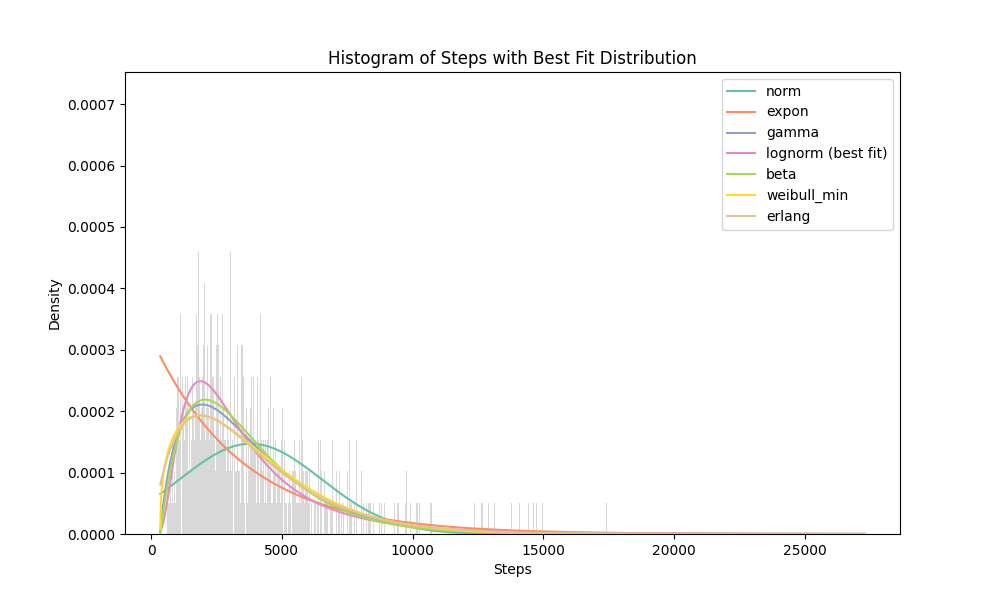 Histogram of Steps with Best Fit Distribution
norm
expon
gamma
lognorm (best fit)
beta
weibull_min
erlang
0.0007
0.0006
0.0005
0.0004
0.0003
0.0002
0.0001
0.0000
Density
0
5000
10000
15000
20000
25000
Steps